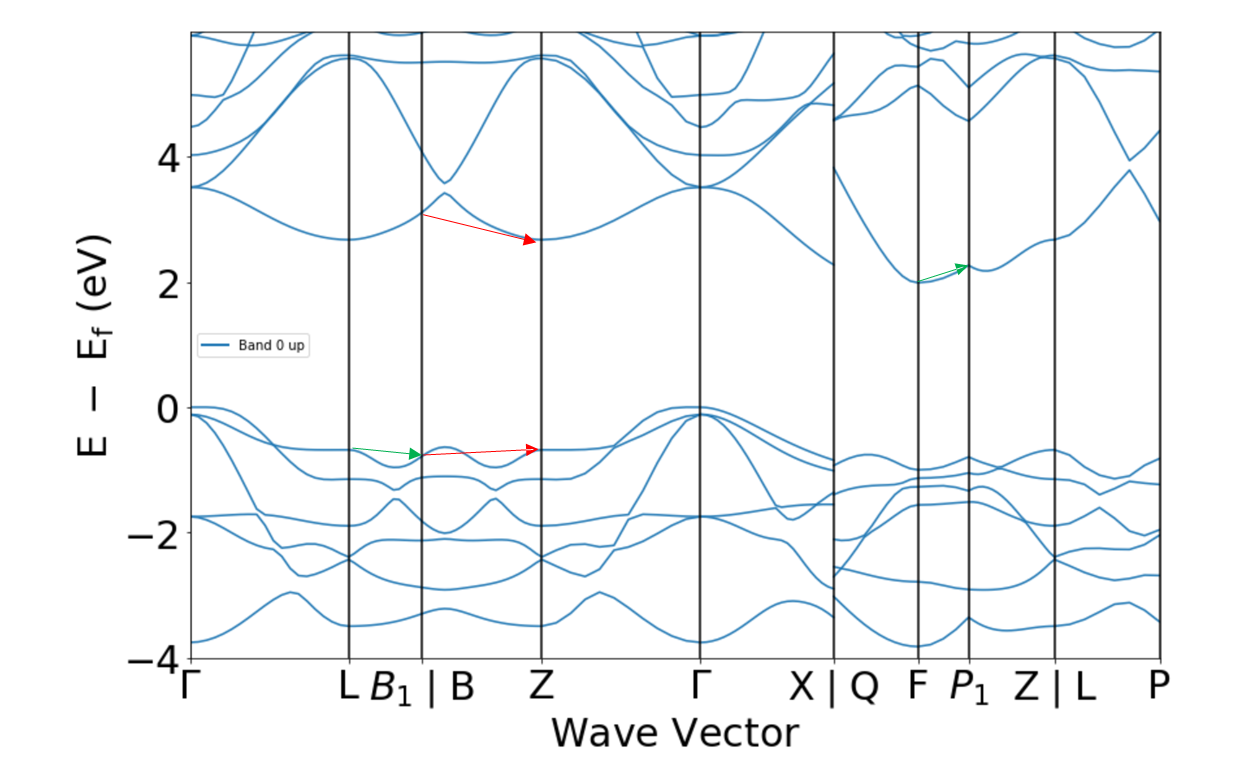 E − E_f (eV)
4
2
0
−2
−4
Band 0 up
Γ L B₁ | B Z Γ X | Q F P₁ Z | L P
Wave Vector